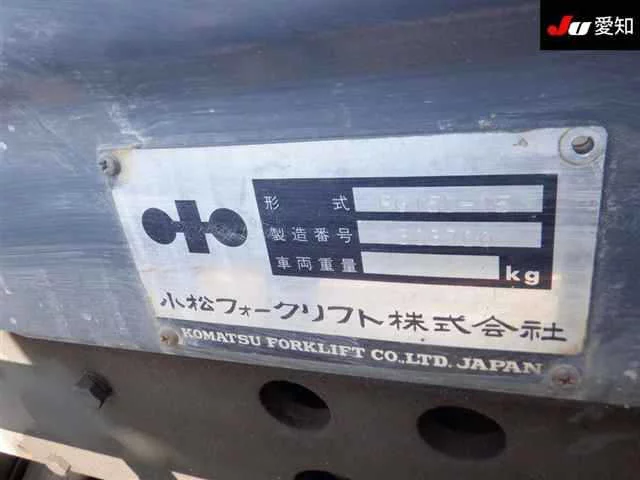 JU 愛知
形 式
製造番号
車両重量 kg
小松フォークリフト株式会社
KOMATSU FORKLIFT CO.,LTD. JAPAN